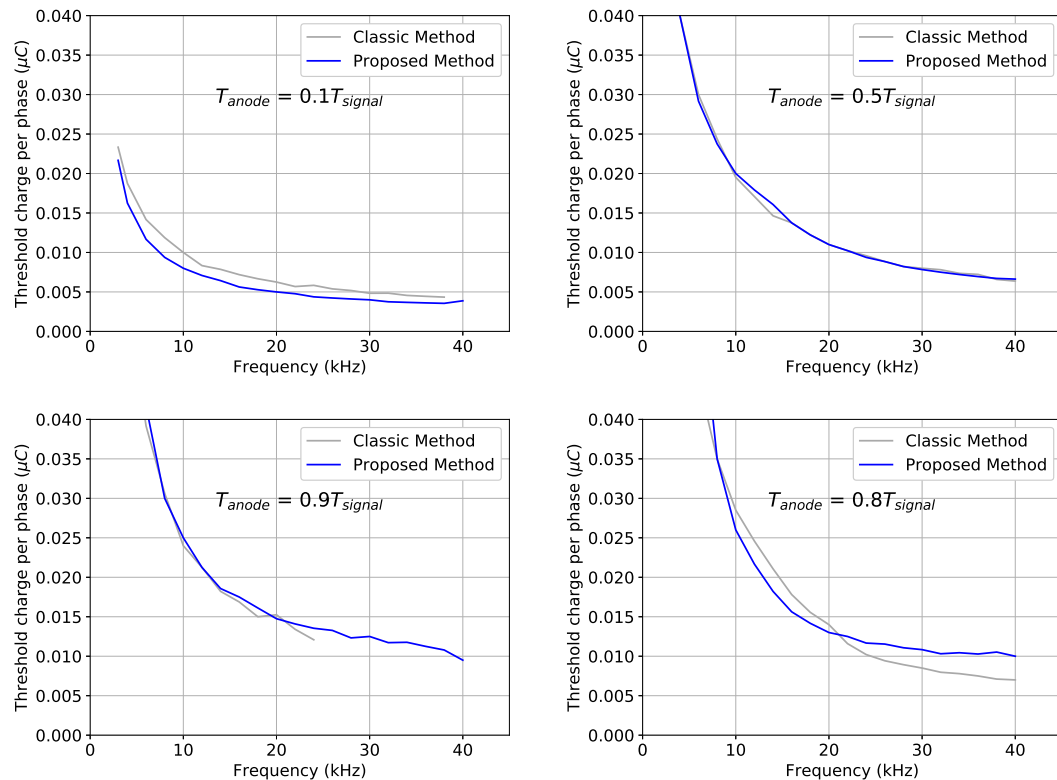 Threshold charge per phase (μC)
0.040
0.035
0.030
0.025
0.020
0.015
0.010
0.005
0.000
Classic Method
Proposed Method
T_anode = 0.1T_signal
0 10 20 30 40
Frequency (kHz)
Threshold charge per phase (μC)
0.040
0.035
0.030
0.025
0.020
0.015
0.010
0.005
0.000
Classic Method
Proposed Method
T_anode = 0.5T_signal
0 10 20 30 40
Frequency (kHz)
Threshold charge per phase (μC)
0.040
0.035
0.030
0.025
0.020
0.015
0.010
0.005
0.000
Classic Method
Proposed Method
T_anode = 0.9T_signal
0 10 20 30 40
Frequency (kHz)
Threshold charge per phase (μC)
0.040
0.035
0.030
0.025
0.020
0.015
0.010
0.005
0.000
Classic Method
Proposed Method
T_anode = 0.8T_signal
0 10 20 30 40
Frequency (kHz)